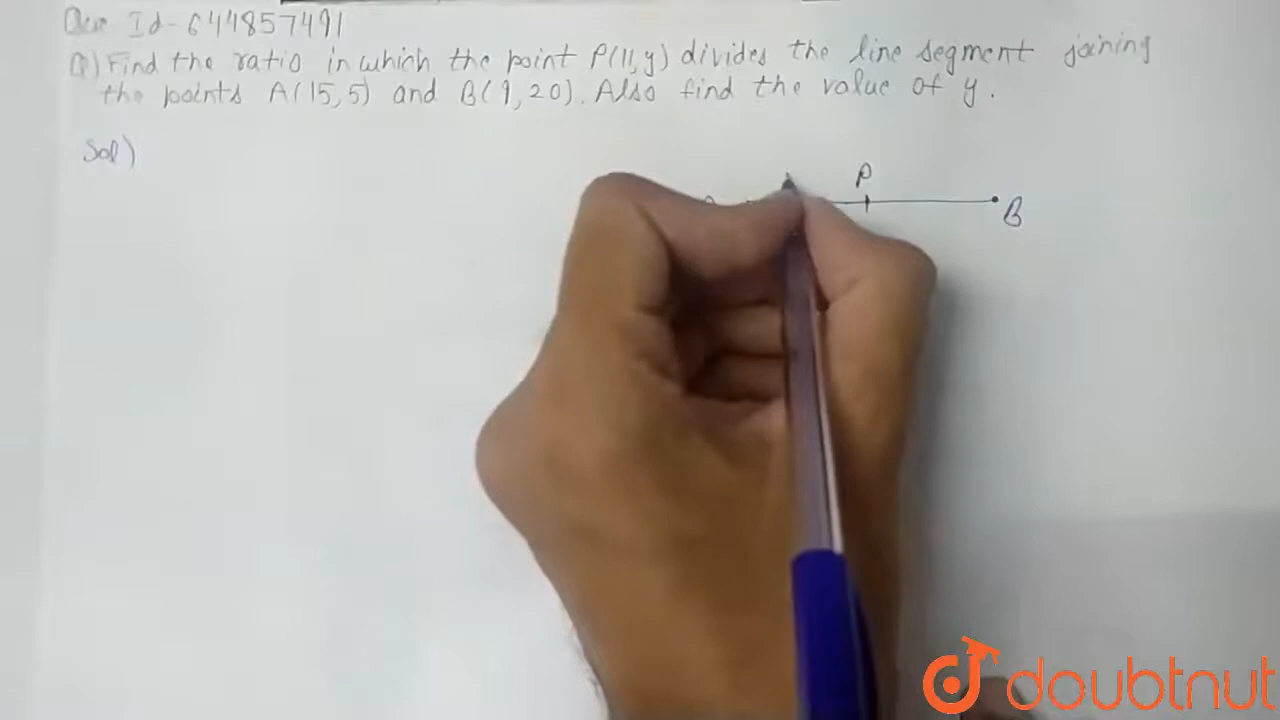 Que Id-644857491
Q) Find the ratio in which the point P(11,y) divides the line segment joining
the points A(15,5) and B(9,20). Also find the value of y.
Sol)
P
B
doubtnut